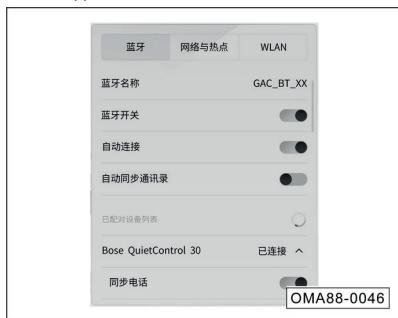 蓝牙 网络与热点 WLAN
蓝牙名称 GAC_BT_XX
蓝牙开关
自动连接
自动同步通讯录
已配对设备列表
Bose QuietControl 30 已连接
同步电话
OMA88-0046